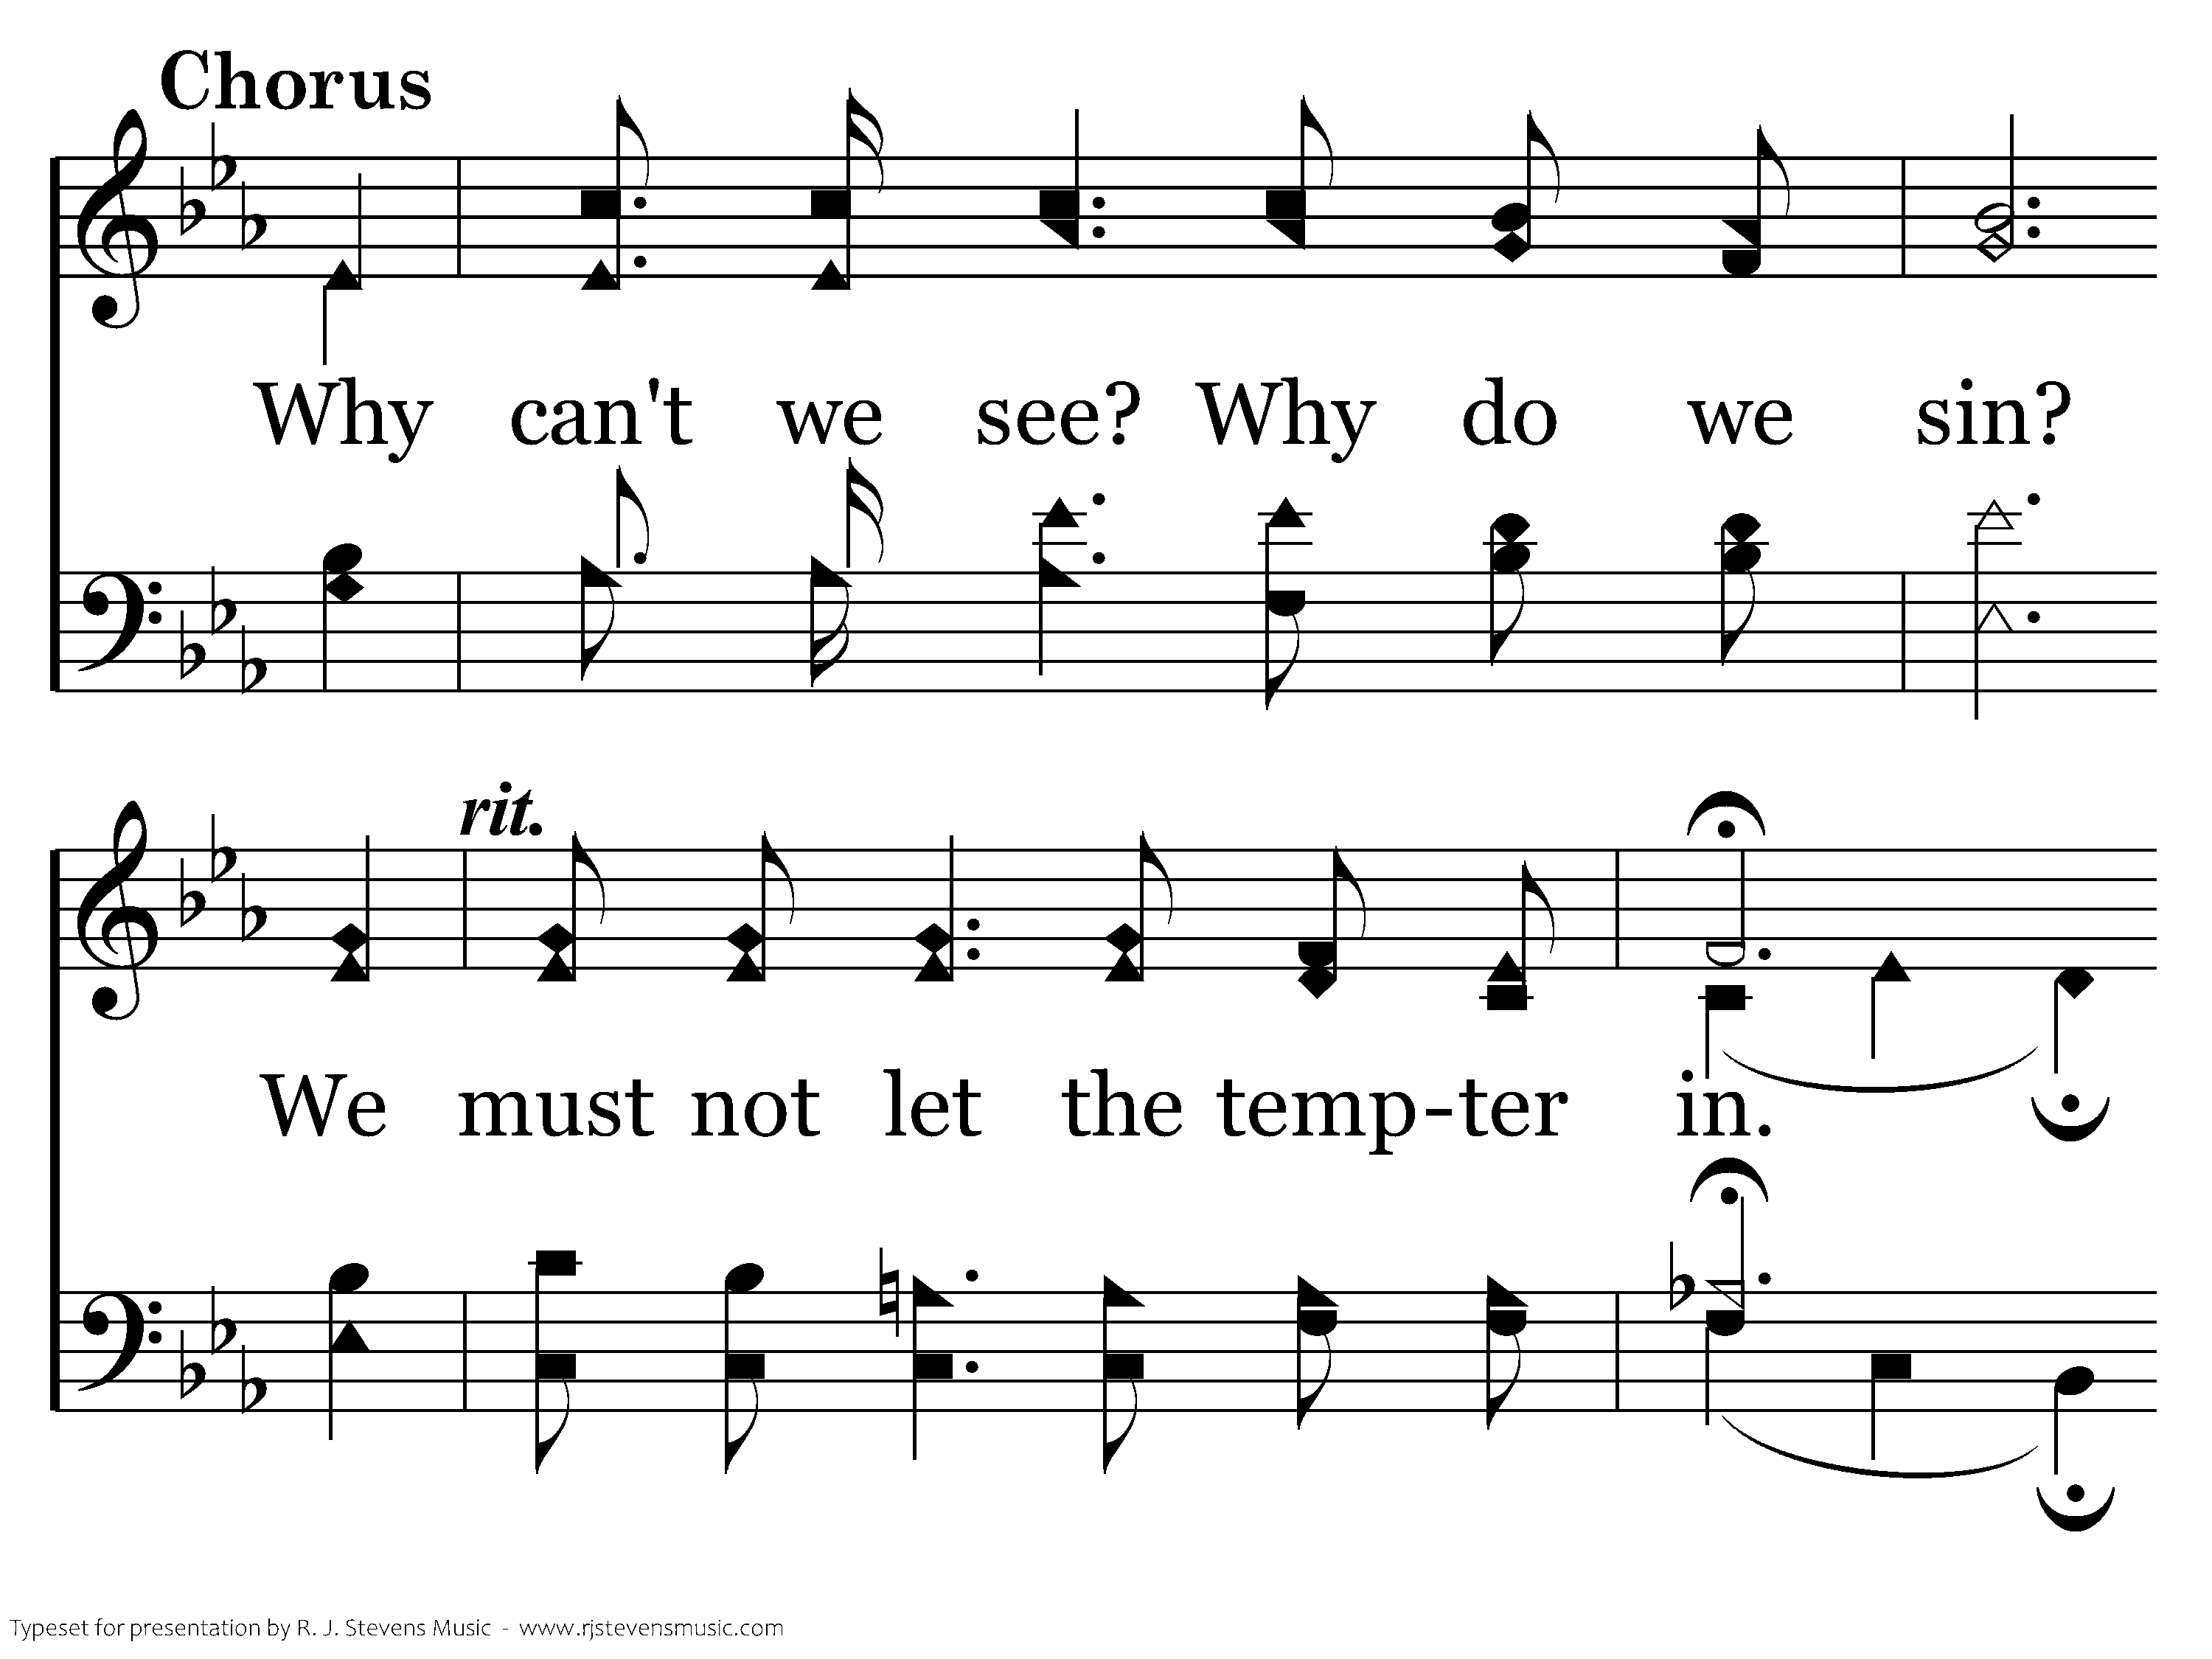 Chorus
Why can't we see? Why do we sin?
rit.
We must not let the temp-ter in.
Typeset for presentation by R. J. Stevens Music - www.rjstevensmusic.com